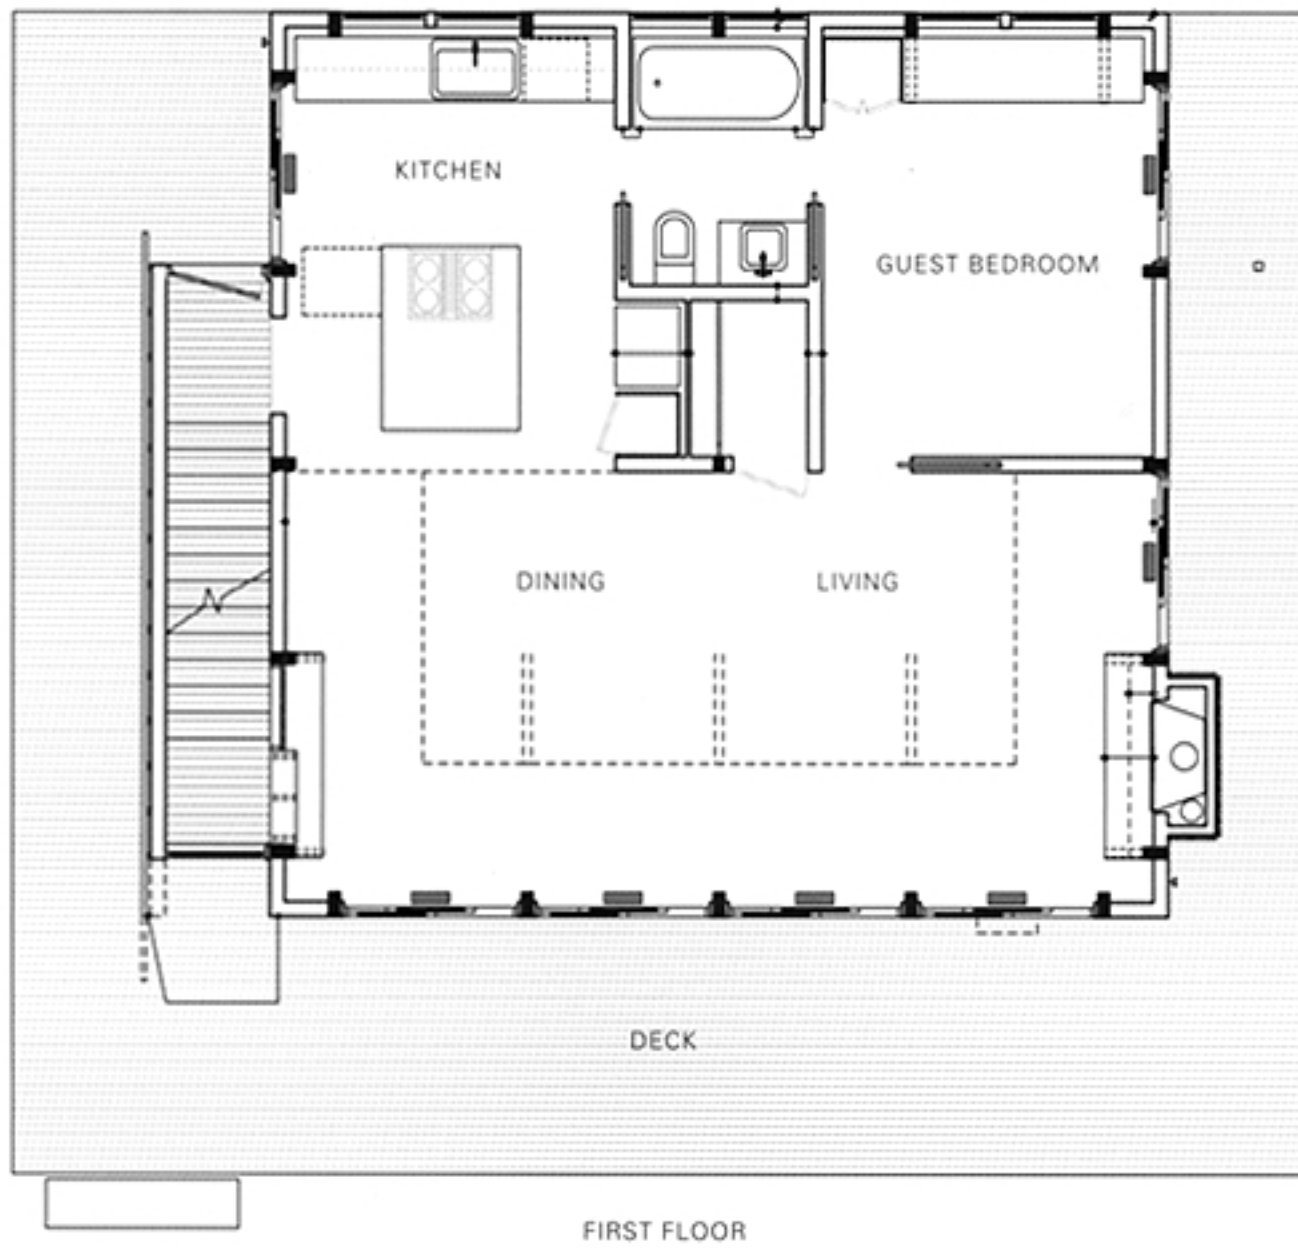 KITCHEN
GUEST BEDROOM
DINING
LIVING
DECK
FIRST FLOOR